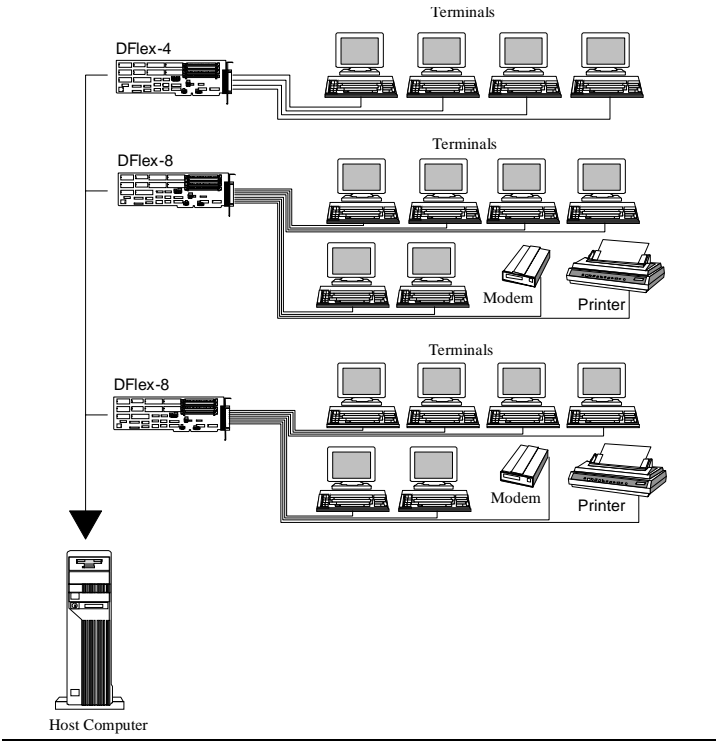 Terminals
DFlex-4
Terminals
DFlex-8
Modem
Printer
Terminals
DFlex-8
Modem
Printer
Host Computer